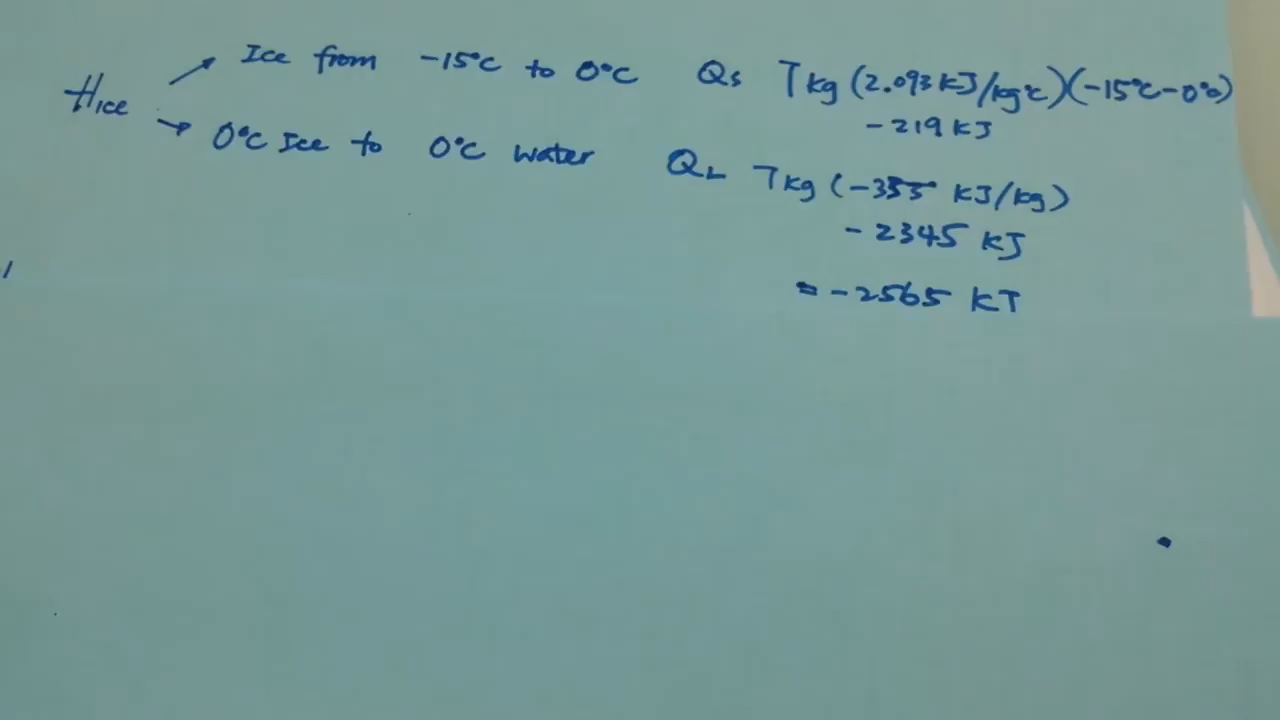 Hice
Ice from -15°C to 0°C Qs 7kg (2.093 KJ/kg°C)(-15°C-0°C)
-219 KJ
0°C Ice to 0°C water QL 7kg (-335 KJ/kg)
-2345 KJ
= -2565 KJ